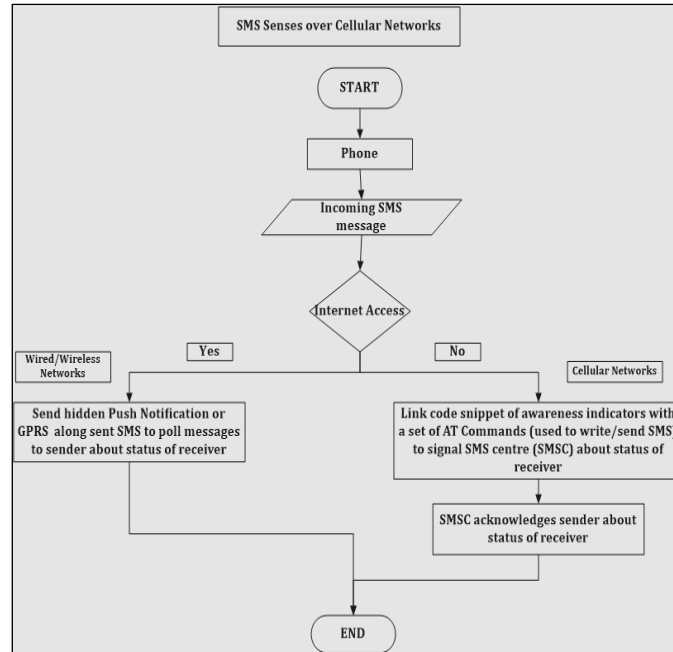 SMS Senses over Cellular Networks
START
Phone
Incoming SMS
message
Internet Access
Yes
No
Wired/Wireless
Networks
Cellular Networks
Send hidden Push Notification or
GPRS along sent SMS to poll messages
to sender about status of receiver
Link code snippet of awareness indicators with
a set of AT Commands (used to write/send SMS)
to signal SMS centre (SMSC) about status of
receiver
SMSC acknowledges sender about
status of receiver
END